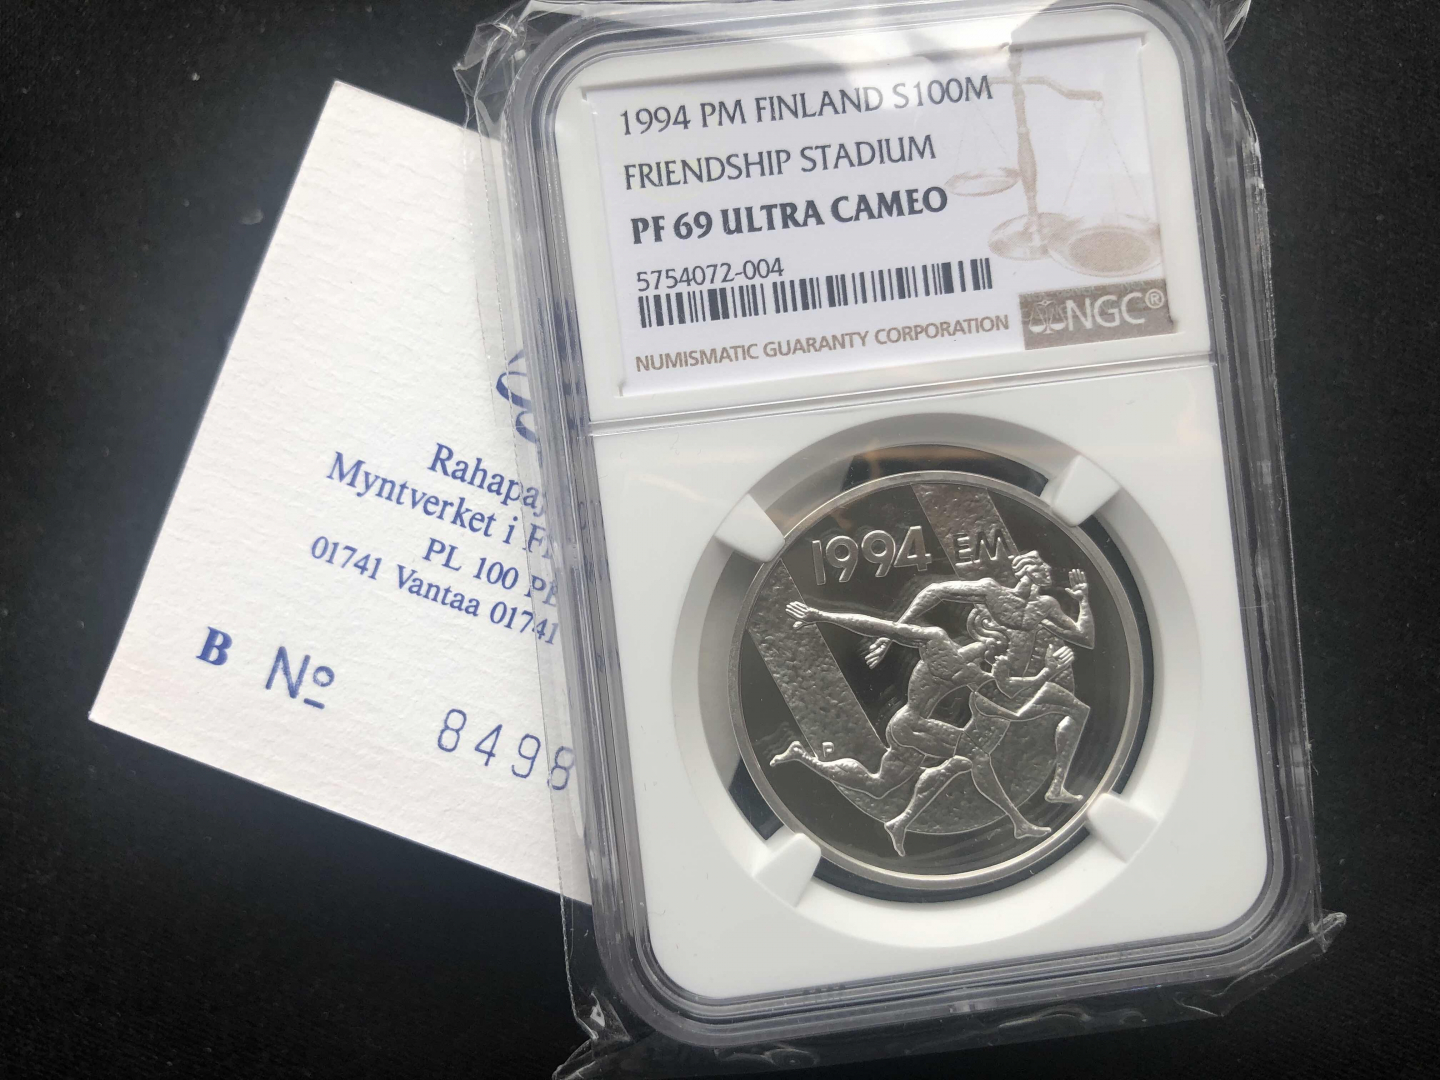 1994 PM FINLAND S100M
FRIENDSHIP STADIUM
PF 69 ULTRA CAMEO
5754072-004
NUMISMATIC GUARANTY CORPORATION
NGC®
1994 EM
P
Myntverket i
PL 100
01741 Vantaa 01741
B Nº
8498